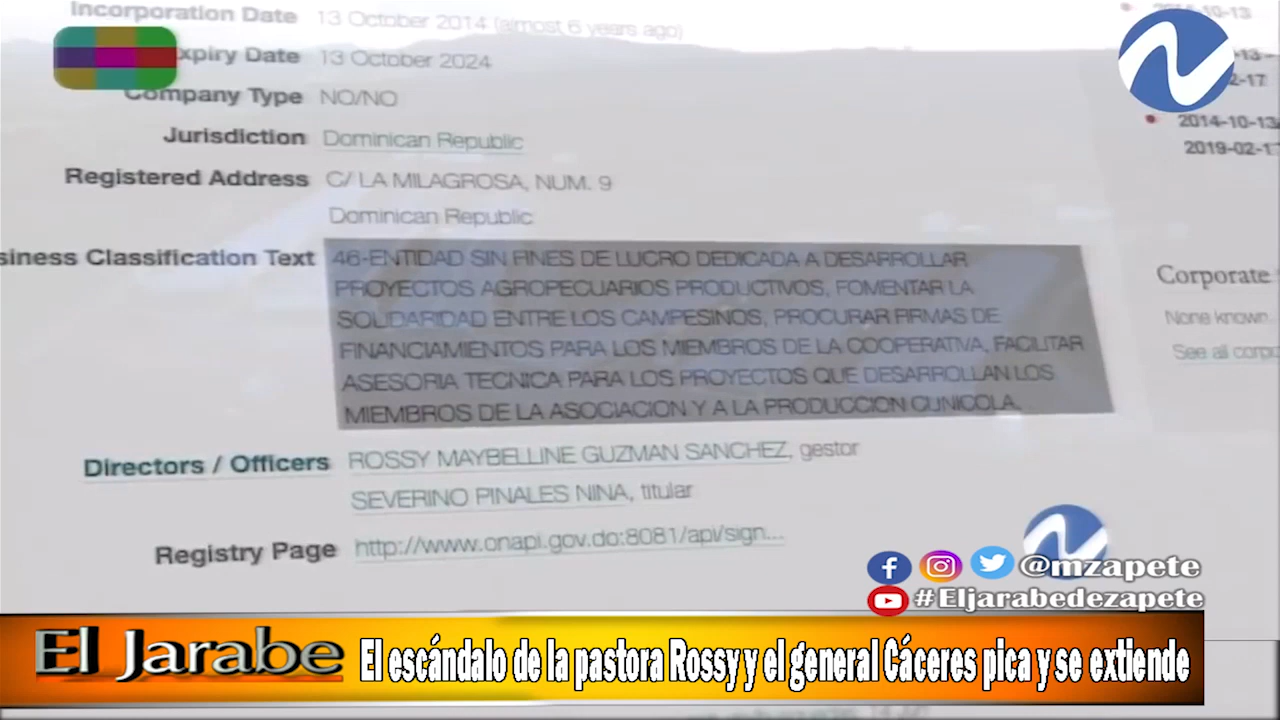 Incorporation Date 13 October 2014 (almost 6 years ago)
xpiry Date 13 October 2024
Company Type NO/NO
Jurisdiction Dominican Republic
Registered Address C/ LA MILAGROSA, NUM. 9
Dominican Republic
siness Classification Text 46-ENTIDAD SIN FINES DE LUCRO DEDICADA A DESARROLLAR
PROYECTOS AGROPECUARIOS PRODUCTIVOS, FOMENTAR LA
SOLIDARIDAD ENTRE LOS CAMPESINOS, PROCURAR FIRMAS DE
FINANCIAMIENTOS PARA LOS MIEMBROS DE LA COOPERATIVA, FACILITAR
ASESORIA TECNICA PARA LOS PROYECTOS QUE DESARROLLAN LOS
MIEMBROS DE LA ASOCIACION Y A LA PRODUCCION CUNICOLA.
Directors / Officers ROSSY MAYBELLINE GUZMAN SANCHEZ, gestor
SEVERINO PINALES NINA, titular
Registry Page http://www.onapi.gov.do:8081/api/sign...
2014-10-13
2019-02-1
Corporate
None known.
See all corpo
@mzapete
#Eljarabedezapete
El Jarabe El escándalo de la pastora Rossy y el general Cáceres pica y se extiende